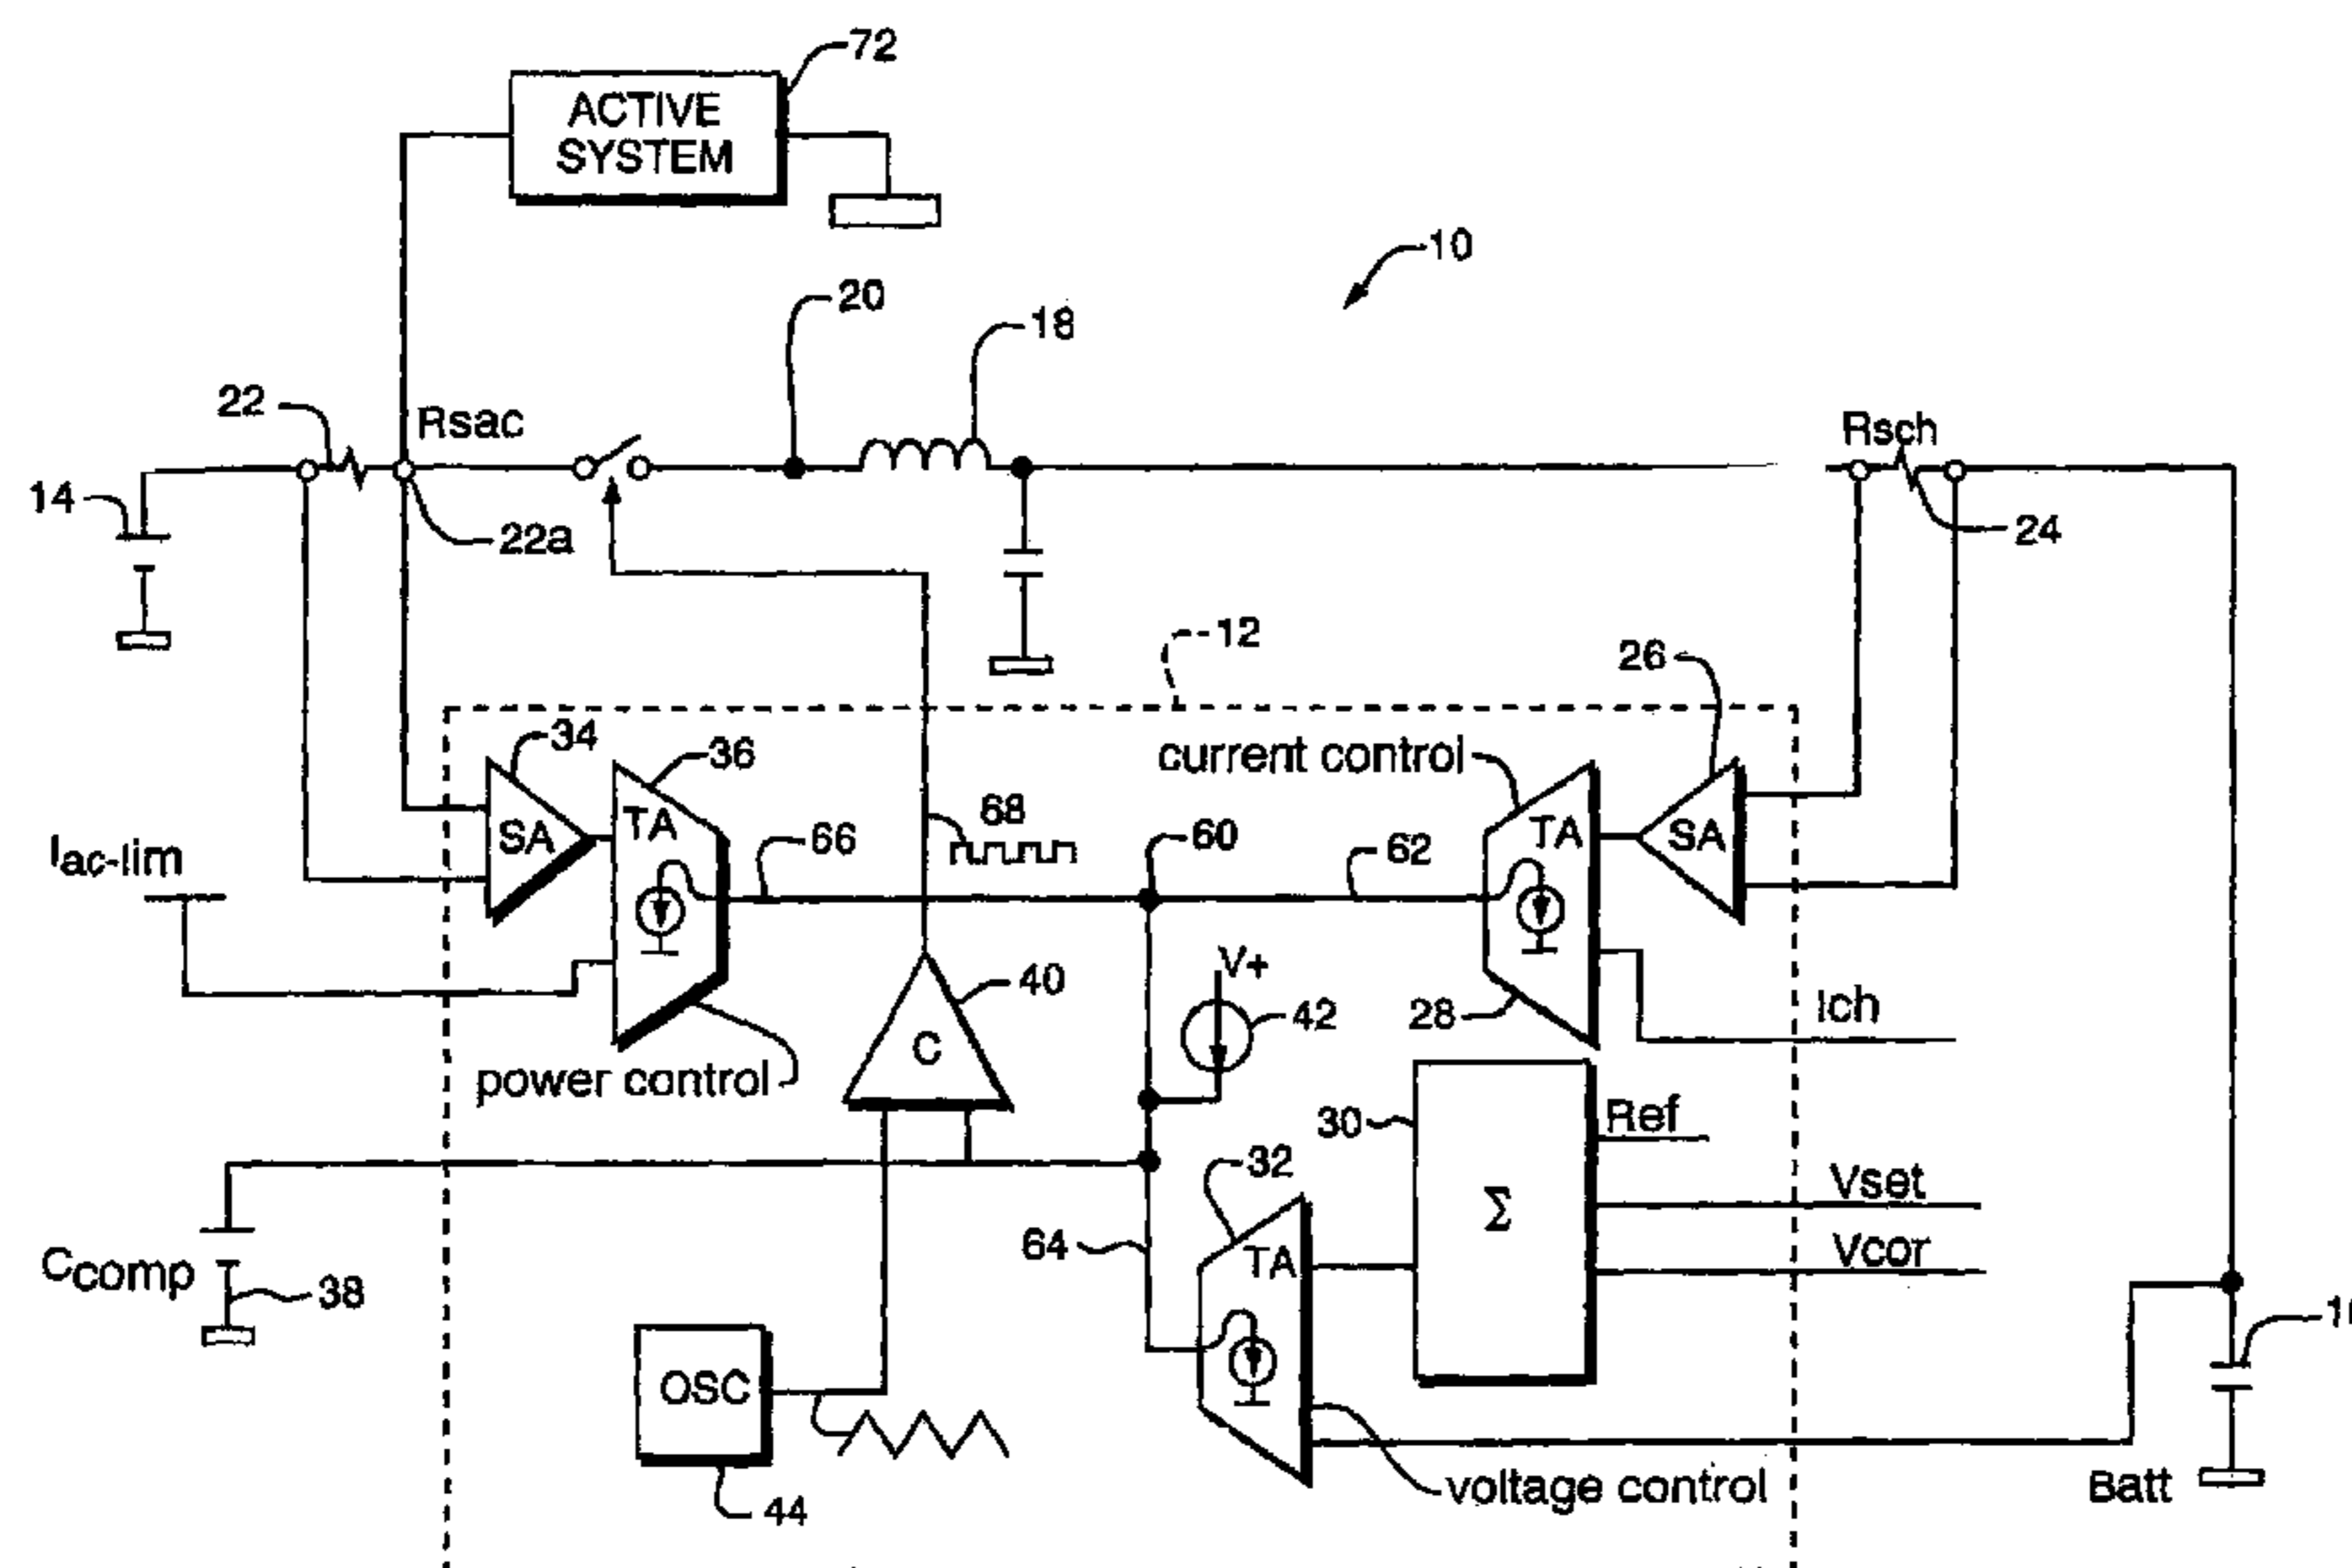 72
ACTIVE
SYSTEM
10
20
18
22
Rsac
Rsch
14
22a
24
12
26
34
36
current control
68
SA
TA
66
60
62
TA
SA
Iac-lim
V+
40
42
28
Ich
C
power control
30
Ref
32
Σ
Vset
64
TA
Vcor
Ccomp
38
OSC
44
voltage control
Batt